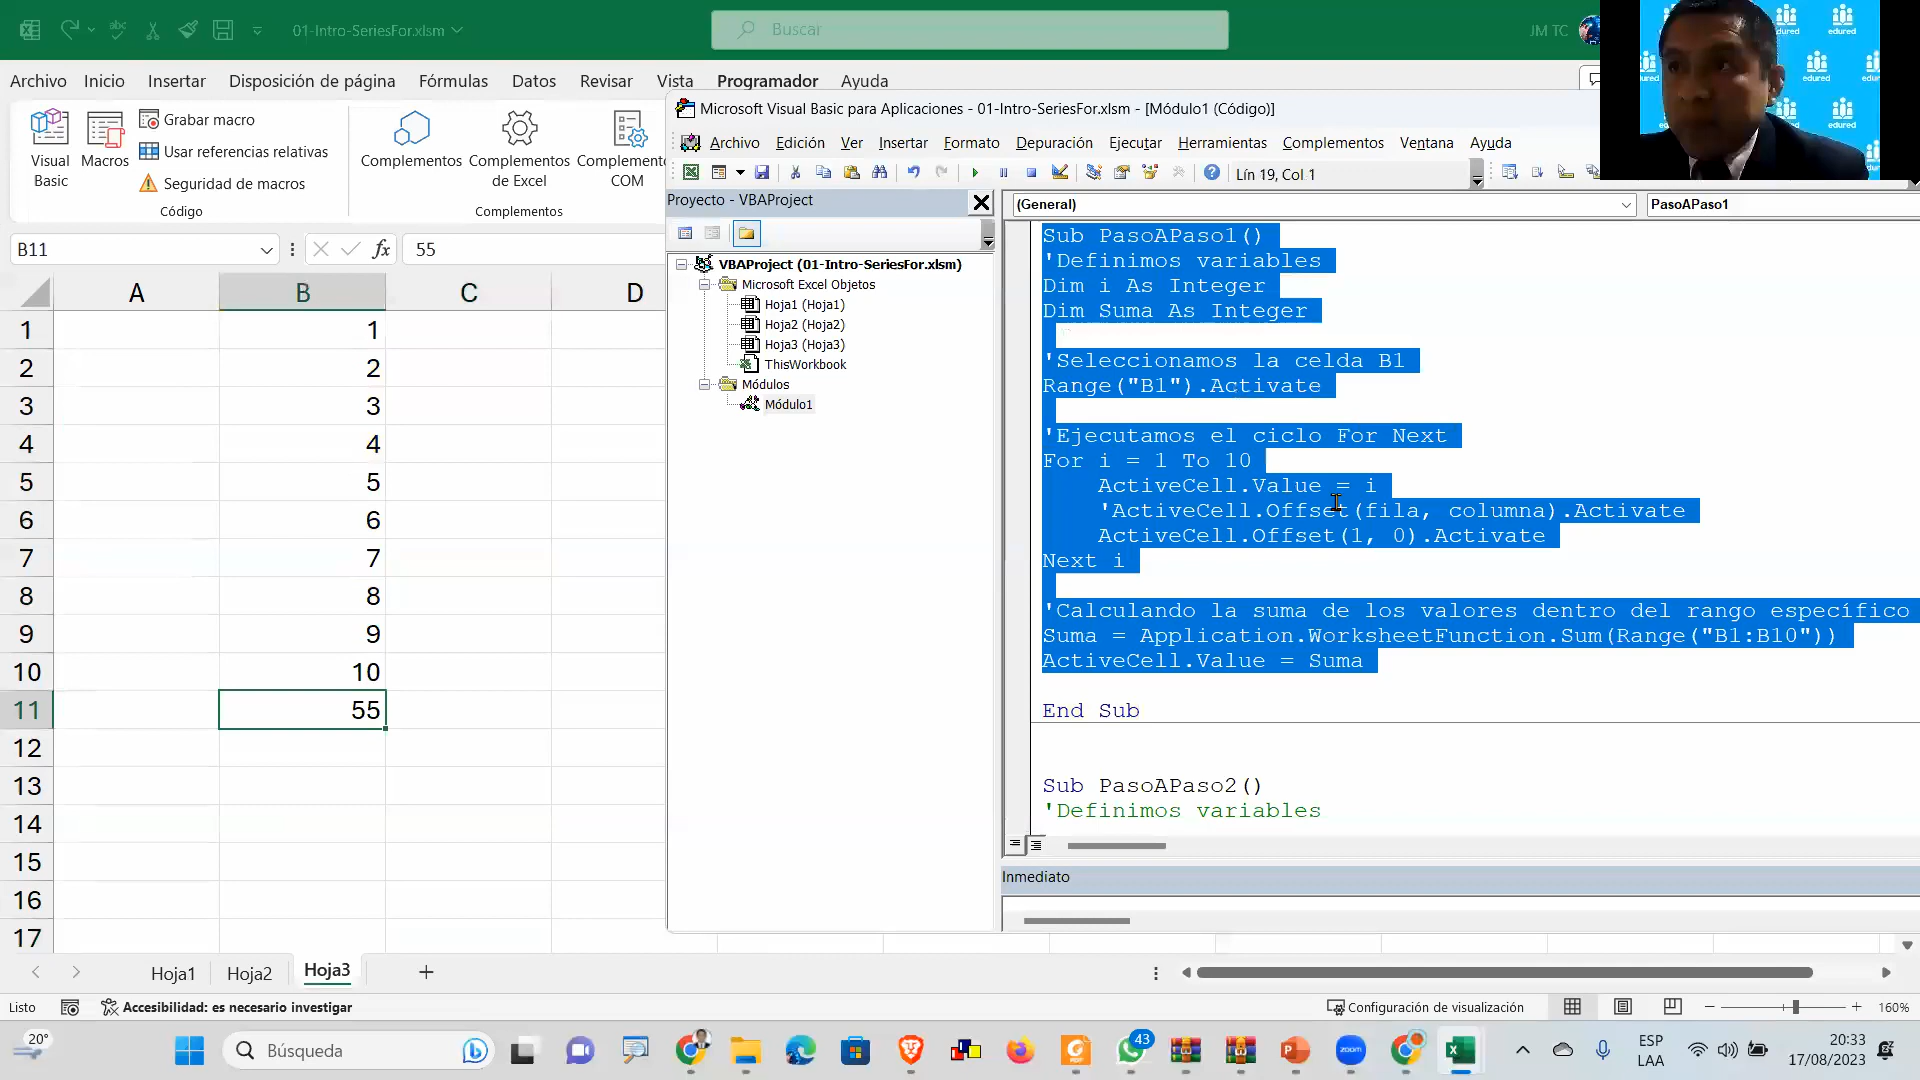 01-Intro-SeriesFor.xlsm
Buscar
JM TC
edured
edured
edured
edured
edured
edured
Archivo Inicio Insertar Disposición de página Fórmulas Datos Revisar Vista Programador Ayuda
Visual Basic
Macros
Grabar macro
Usar referencias relativas
Seguridad de macros
Código
Complementos
Complementos de Excel
Complemento COM
Complementos
B11
fx
55
A B C D
1 1
2 2
3 3
4 4
5 5
6 6
7 7
8 8
9 9
10 10
11 55
12
13
14
15
16
17
Microsoft Visual Basic para Aplicaciones - 01-Intro-SeriesFor.xlsm - [Módulo1 (Código)]
Archivo Edición Ver Insertar Formato Depuración Ejecutar Herramientas Complementos Ventana Ayuda
Lín 19, Col 1
Proyecto - VBAProject
VBAProject (01-Intro-SeriesFor.xlsm)
Microsoft Excel Objetos
Hoja1 (Hoja1)
Hoja2 (Hoja2)
Hoja3 (Hoja3)
ThisWorkbook
Módulos
Módulo1
(General)
PasoAPaso1
Sub PasoAPaso1()
'Definimos variables
Dim i As Integer
Dim Suma As Integer
'Seleccionamos la celda B1
Range("B1").Activate
'Ejecutamos el ciclo For Next
For i = 1 To 10
ActiveCell.Value = i
'ActiveCell.Offset(fila, columna).Activate
ActiveCell.Offset(1, 0).Activate
Next i
'Calculando la suma de los valores dentro del rango específico
Suma = Application.WorksheetFunction.Sum(Range("B1:B10"))
ActiveCell.Value = Suma
End Sub
Sub PasoAPaso2()
'Definimos variables
Inmediato
Hoja1 Hoja2 Hoja3
Listo
Accesibilidad: es necesario investigar
Configuración de visualización
160%
20°
Búsqueda
zoom
43
ESP
LAA
20:33
17/08/2023